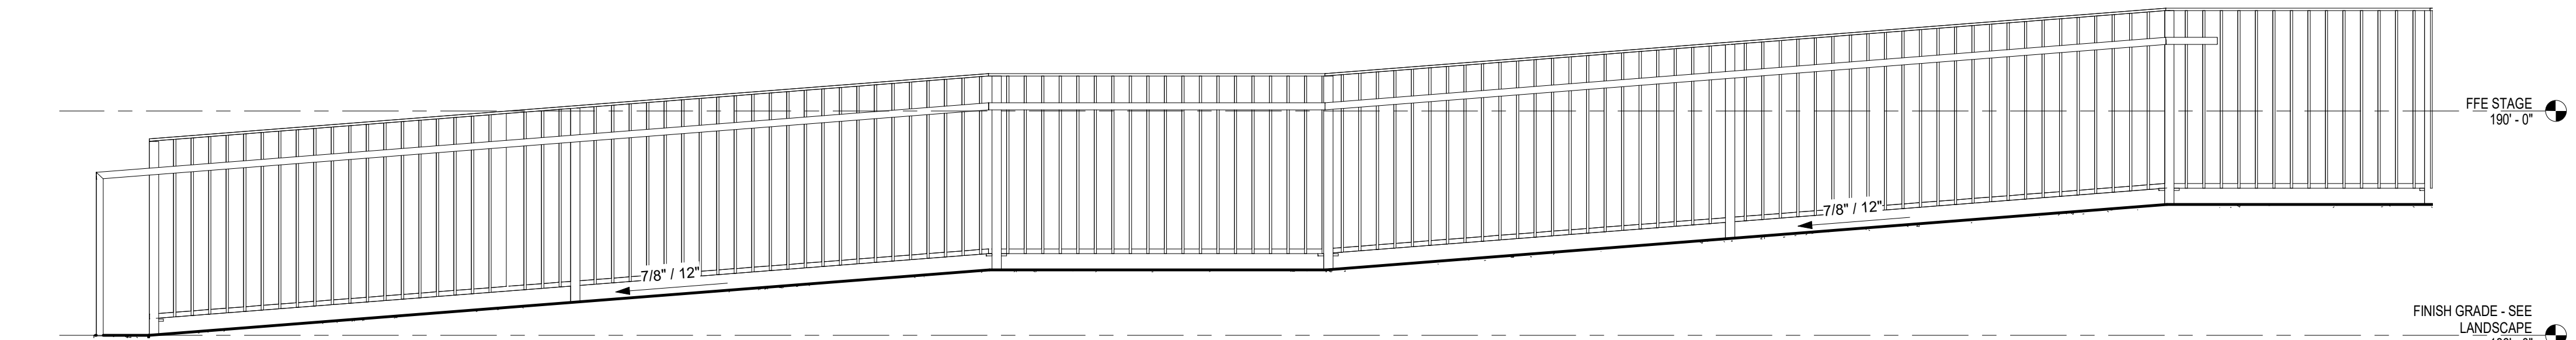 FFE STAGE
190' - 0"
7/8" / 12"
7/8" / 12"
FINISH GRADE - SEE
LANDSCAPE